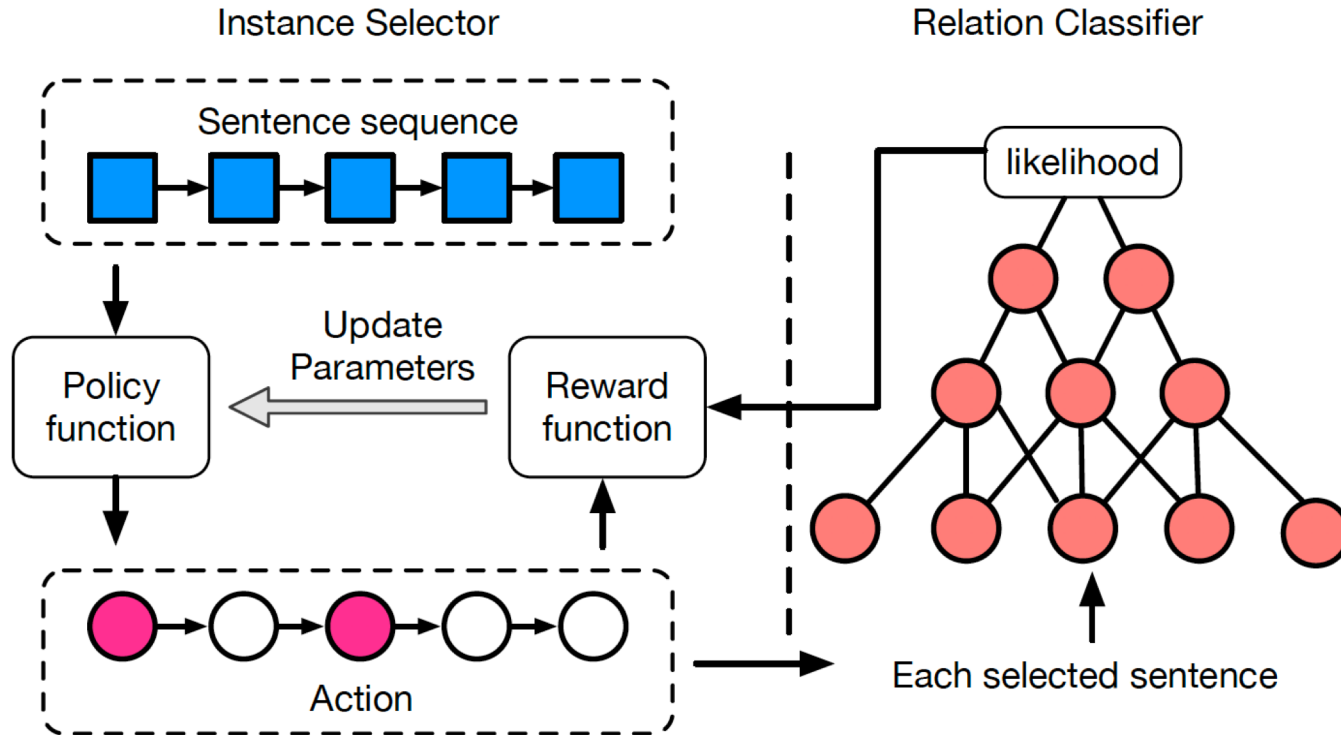 Instance Selector
Relation Classifier
Sentence sequence
likelihood
Update
Parameters
Policy
function
Reward
function
Action
Each selected sentence